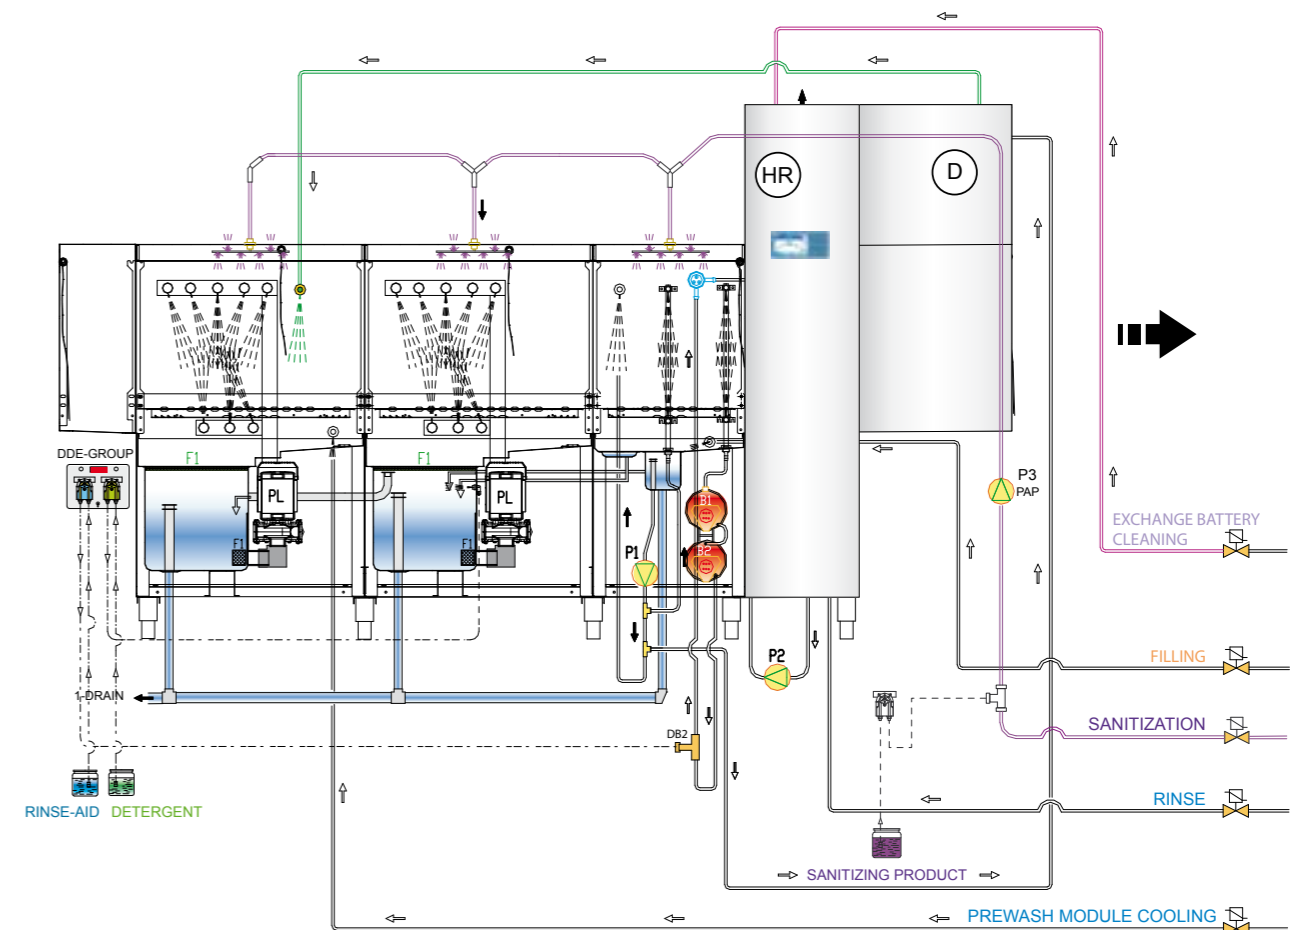 HR
D
DDE-GROUP
F1
F1
PL
PL
F1
F1
B1
B2
P1
P3
PAP
EXCHANGE BATTERY
CLEANING
P2
FILLING
1-DRAIN
SANITIZATION
DB2
RINSE
RINSE-AID
DETERGENT
SANITIZING PRODUCT
PREWASH MODULE COOLING